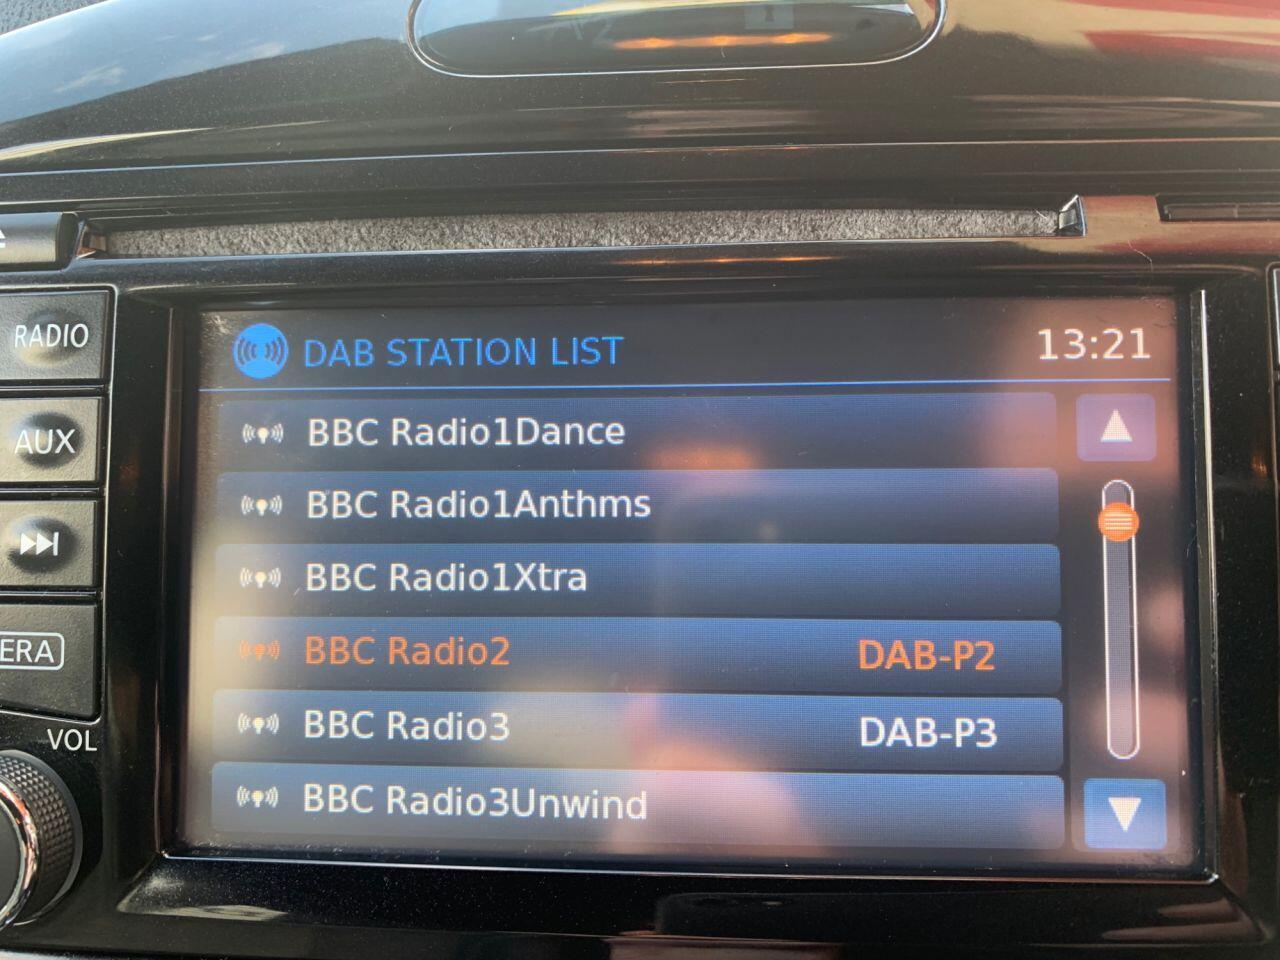 RADIO
AUX
ERA
VOL
DAB STATION LIST
13:21
BBC Radio1Dance
BBC Radio1Anthms
BBC Radio1Xtra
BBC Radio2 DAB-P2
BBC Radio3 DAB-P3
BBC Radio3Unwind